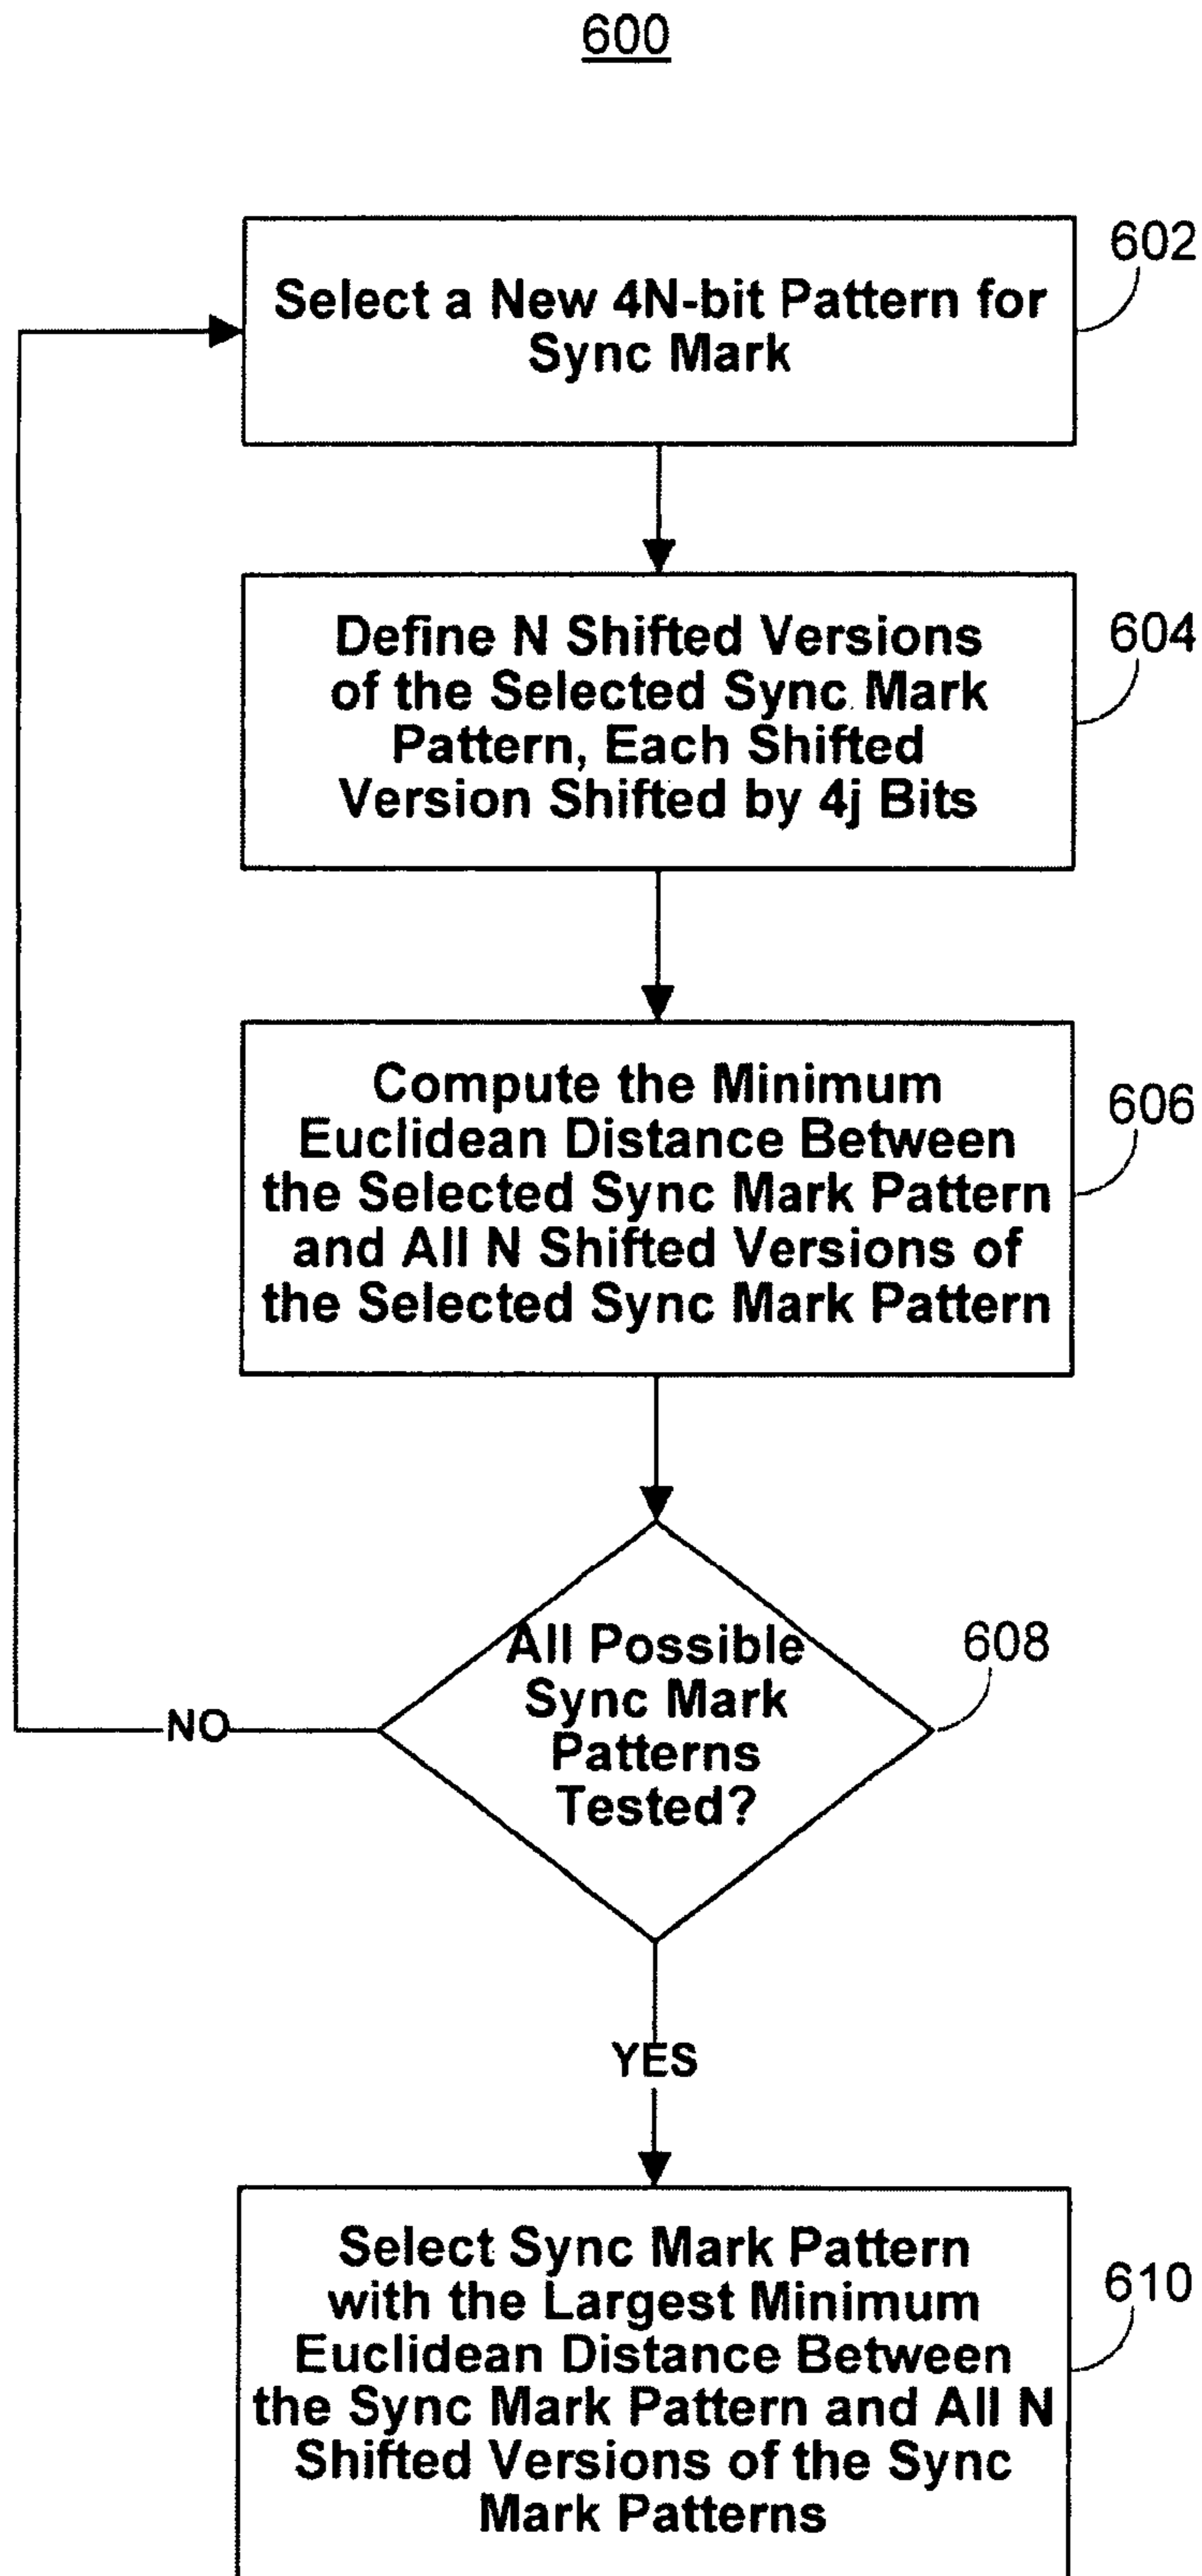 600
602
Select a New 4N-bit Pattern for
Sync Mark
604
Define N Shifted Versions
of the Selected Sync Mark
Pattern, Each Shifted
Version Shifted by 4j Bits
606
Compute the Minimum
Euclidean Distance Between
the Selected Sync Mark Pattern
and All N Shifted Versions of
the Selected Sync Mark Pattern
608
All Possible
Sync Mark
Patterns
Tested?
NO
YES
610
Select Sync Mark Pattern
with the Largest Minimum
Euclidean Distance Between
the Sync Mark Pattern and All N
Shifted Versions of the Sync
Mark Patterns